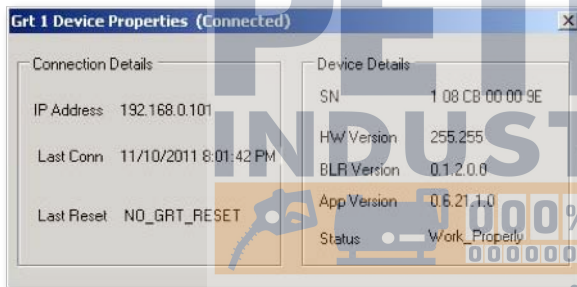 Grt 1 Device Properties (Connected)
Connection Details
IP Address 192.168.0.101
Last Conn 11/10/2011 8:01:42 PM
Last Reset NO_GRT_RESET
Device Details
SN 1 08 CB 00 00 9E
HW Version 255.255
BLR Version 0.1.2.0.0
App Version 0.6.21.1.0
Status Work_Properly
INDUST
000%
000000